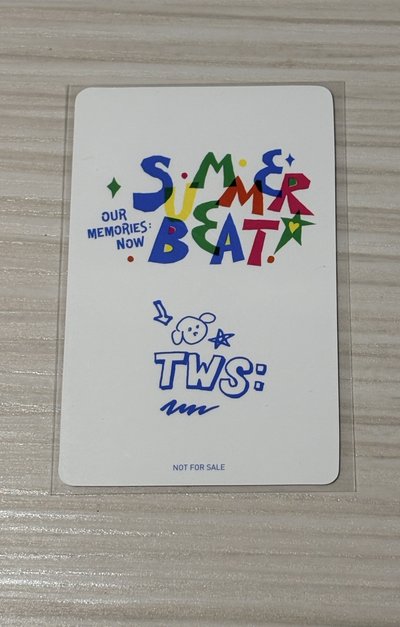 SUMMER
OUR
MEMORIES:
NOW
BEAT!
TWS:
NOT FOR SALE